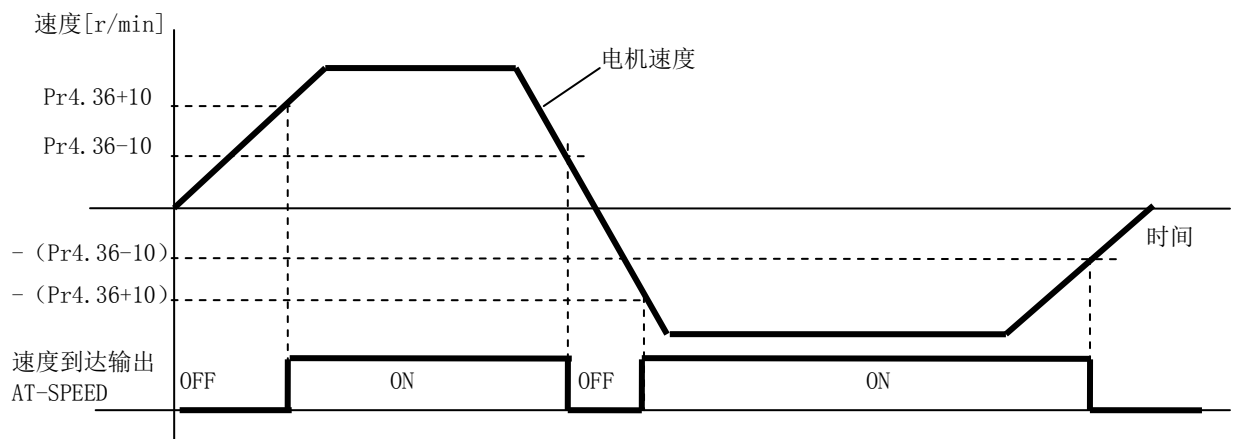 速度[r/min]
电机速度
Pr4.36+10
Pr4.36-10
时间
-（Pr4.36-10）
-（Pr4.36+10）
速度到达输出
AT-SPEED
OFF
ON
OFF
ON